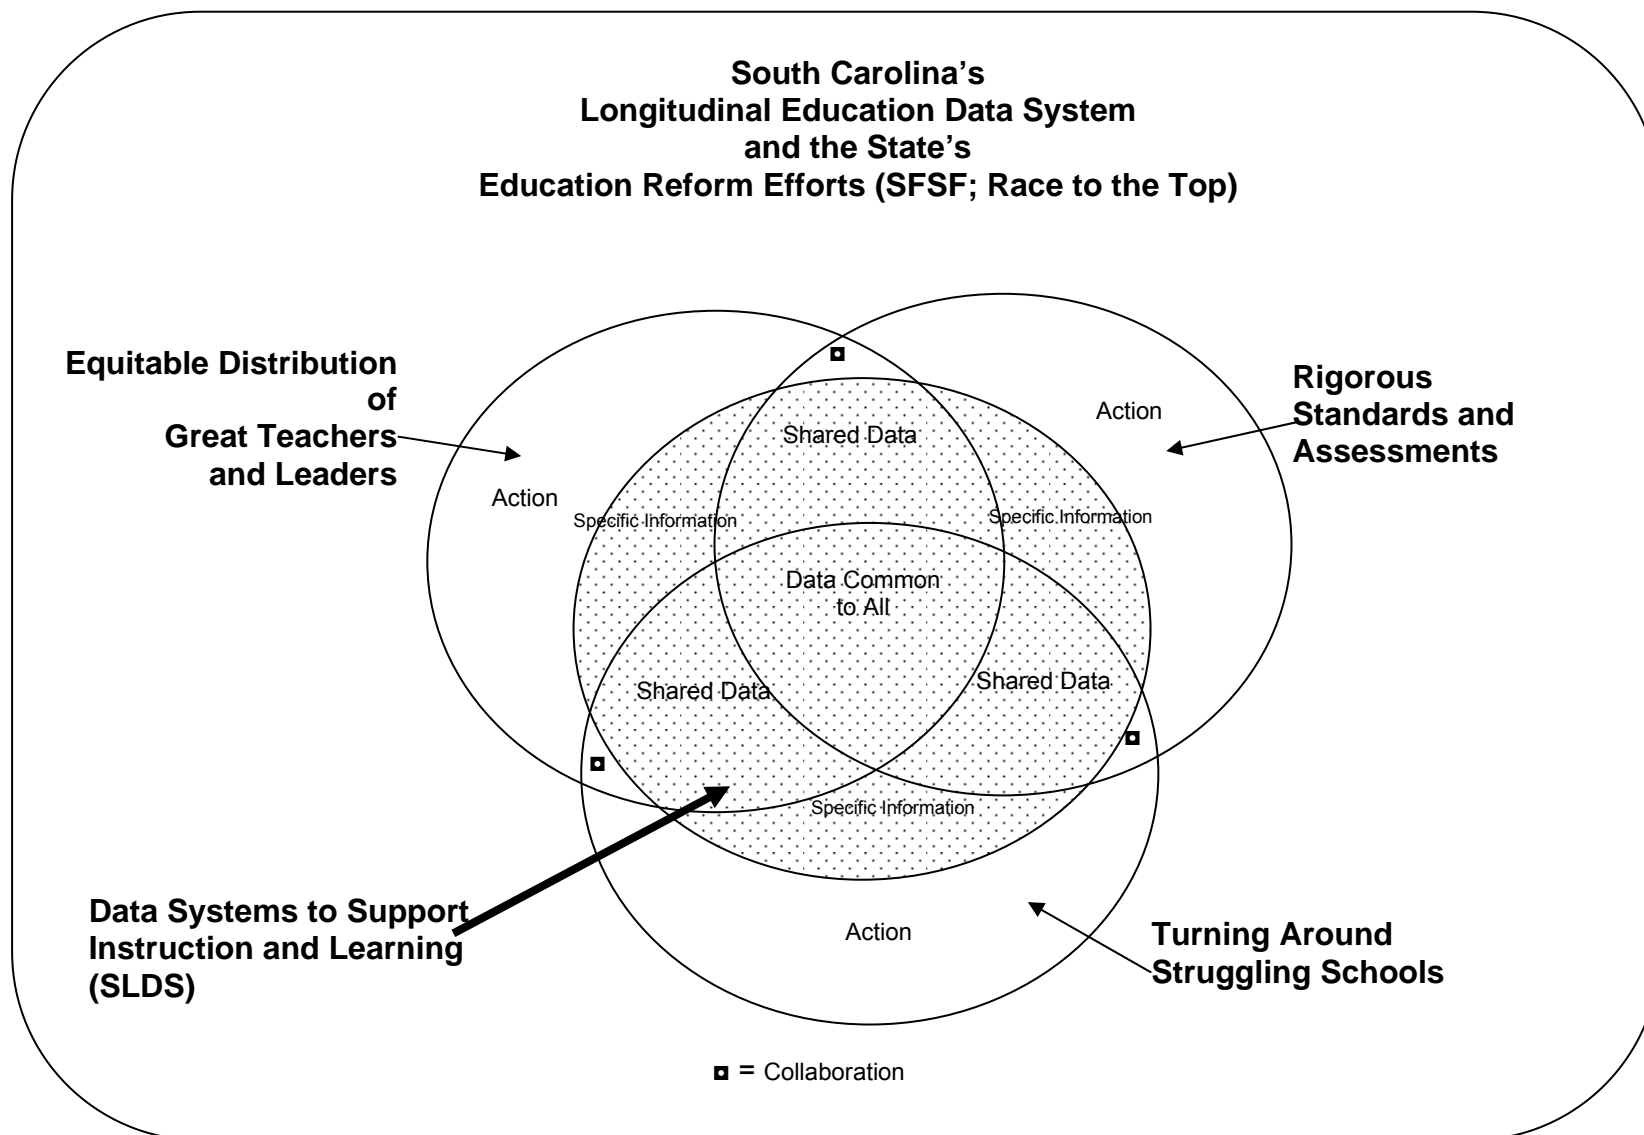 South Carolina’s
Longitudinal Education Data System
and the State’s
Education Reform Efforts (SFSF; Race to the Top)
Equitable Distribution
of
Great Teachers
and Leaders
Rigorous
Standards and
Assessments
Action
Shared Data
Action
Specific Information
Specific Information
Data Common
to All
Shared Data
Shared Data
Specific Information
Data Systems to Support
Instruction and Learning
(SLDS)
Action
Turning Around
Struggling Schools
= Collaboration